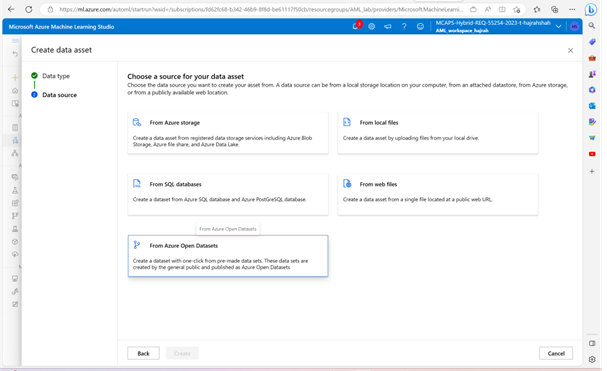 https://ml.azure.com/automl/startrun?wsid=/subscriptions/fd62fc68-b342-46b9-8f8d-be61117f50cb/resourcegroups/AML_lab/providers/Microsoft.MachineLearni...
Microsoft Azure Machine Learning Studio
MCAPS-Hybrid-REQ-55254-2023-t-hajrahshah
AML_workspace_hajrah
Create data asset
Data type
Data source
Choose a source for your data asset
Choose the data source you want to create your asset from. A data source can be from a local storage location on your computer, from an attached datastore, from Azure storage,
or from a publicly available web location.
From Azure storage
Create a data asset from registered data storage services including Azure Blob
Storage, Azure file share, and Azure Data Lake.
From local files
Create a data asset by uploading files from your local drive.
From SQL databases
Create a dataset from Azure SQL database and Azure PostgreSQL database.
From web files
Create a data asset from a single file located at a public web URL.
From Azure Open Datasets
From Azure Open Datasets
Create a dataset with one-click from pre-made data sets. These data sets are
created by the general public and published as Azure Open Datasets
Back
Create
Cancel